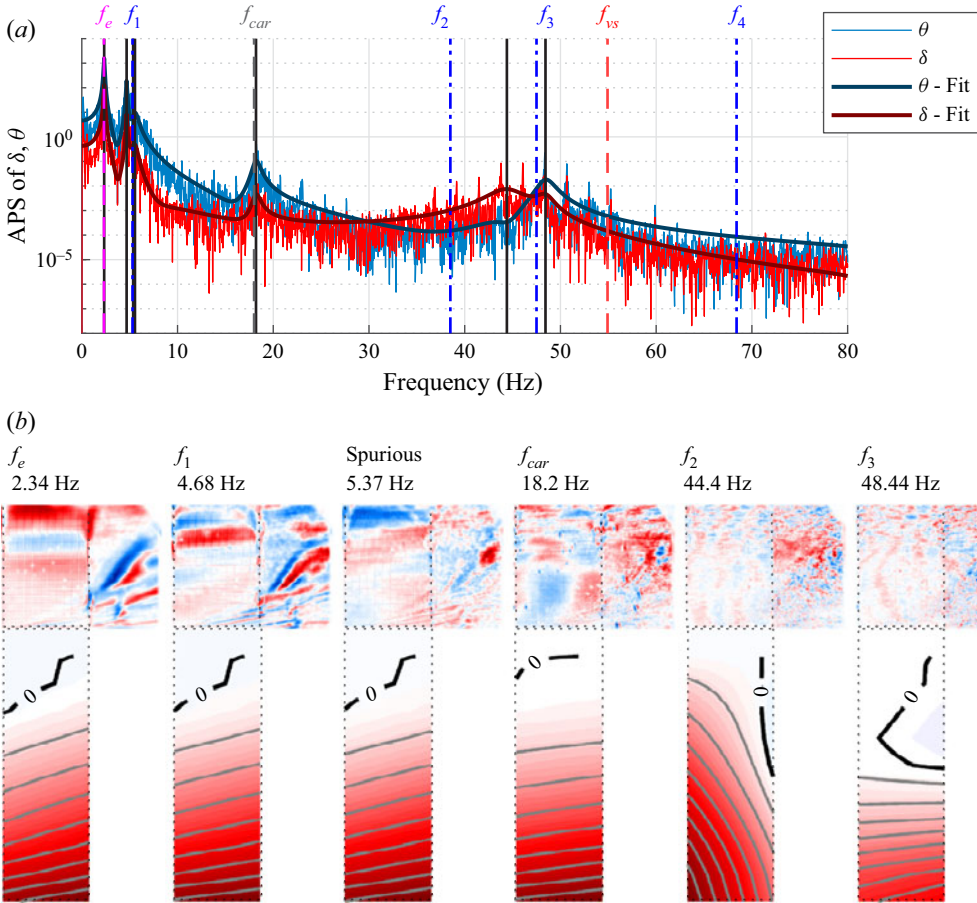 (a)
f_e f_1 f_car f_2 f_3 f_vs f_4
θ
δ
θ - Fit
δ - Fit
APS of δ, θ
10^0
10^-5
0 10 20 30 40 50 60 70 80
Frequency (Hz)
(b)
f_e f_1 Spurious f_car f_2 f_3
2.34 Hz 4.68 Hz 5.37 Hz 18.2 Hz 44.4 Hz 48.44 Hz
0 0 0 0 0 0